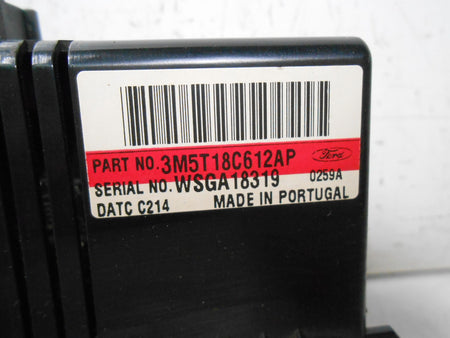 PART NO. 3M5T18C612AP Ford
SERIAL NO. WSGA18319 0259A
DATC C214 MADE IN PORTUGAL